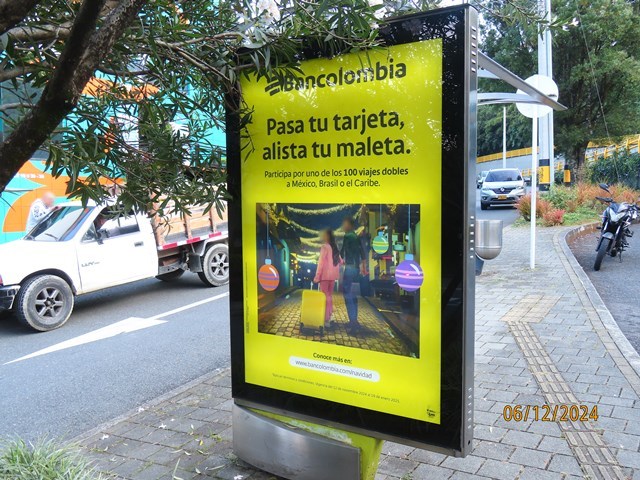 Bancolombia
Pasa tu tarjeta,
alista tu maleta.
Participa por uno de los 100 viajes dobles
a México, Brasil o el Caribe.
Conoce más en:
www.bancolombia.com/navidad
06/12/2024